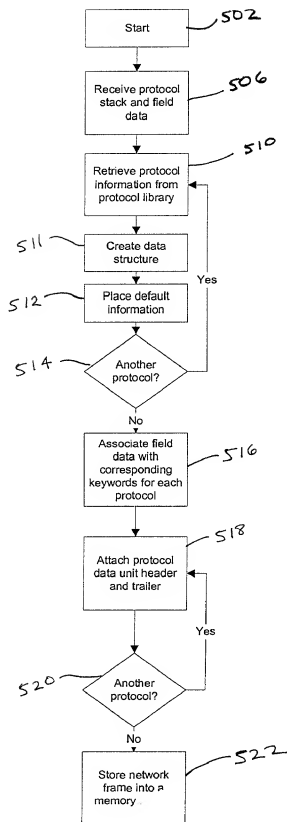 Start
502
Receive protocol
stack and field
data
506
Retrieve protocol
information from
protocol library
510
511
Create data
structure
Yes
512
Place default
information
514
Another
protocol?
No
Associate field
data with
corresponding
keywords for each
protocol
516
518
Attach protocol
data unit header
and trailer
Yes
520
Another
protocol?
No
522
Store network
frame into a
memory.